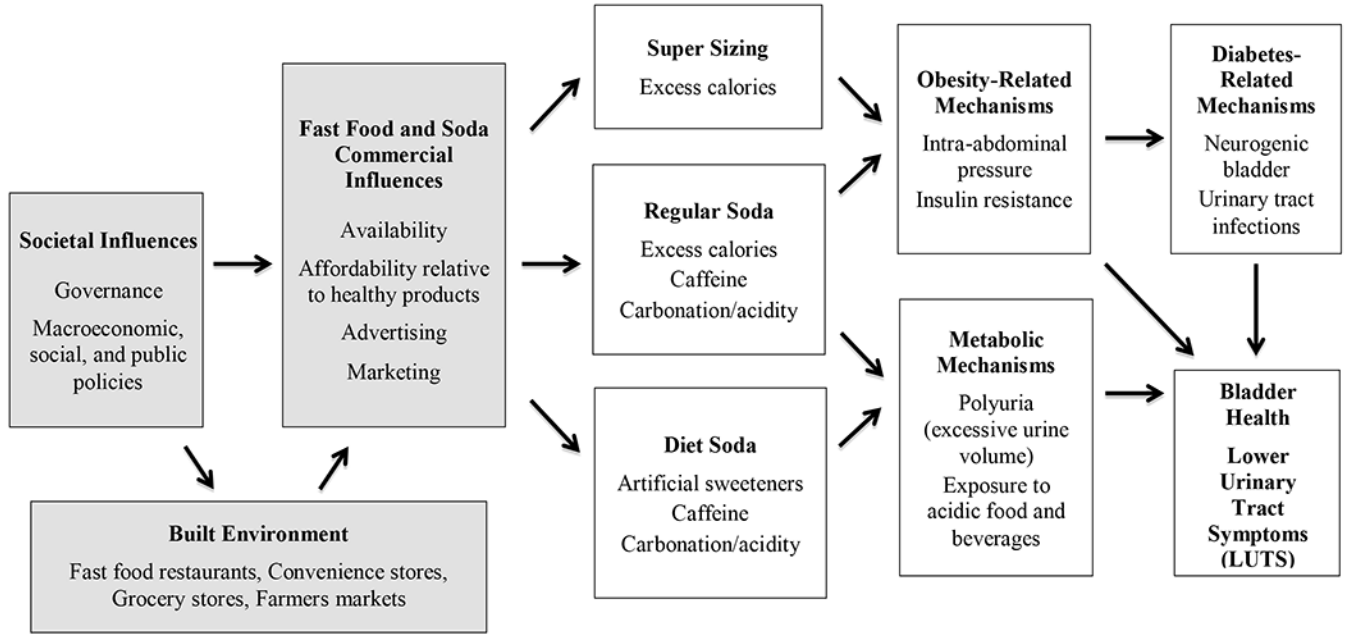 Societal Influences
Governance
Macroeconomic,
social, and public
policies
Built Environment
Fast food restaurants, Convenience stores,
Grocery stores, Farmers markets
Fast Food and Soda
Commercial
Influences
Availability
Affordability relative
to healthy products
Advertising
Marketing
Super Sizing
Excess calories
Regular Soda
Excess calories
Caffeine
Carbonation/acidity
Diet Soda
Artificial sweeteners
Caffeine
Carbonation/acidity
Obesity-Related
Mechanisms
Intra-abdominal
pressure
Insulin resistance
Metabolic
Mechanisms
Polyuria
(excessive urine
volume)
Exposure to
acidic food and
beverages
Diabetes-
Related
Mechanisms
Neurogenic
bladder
Urinary tract
infections
Bladder
Health
Lower
Urinary
Tract
Symptoms
(LUTS)